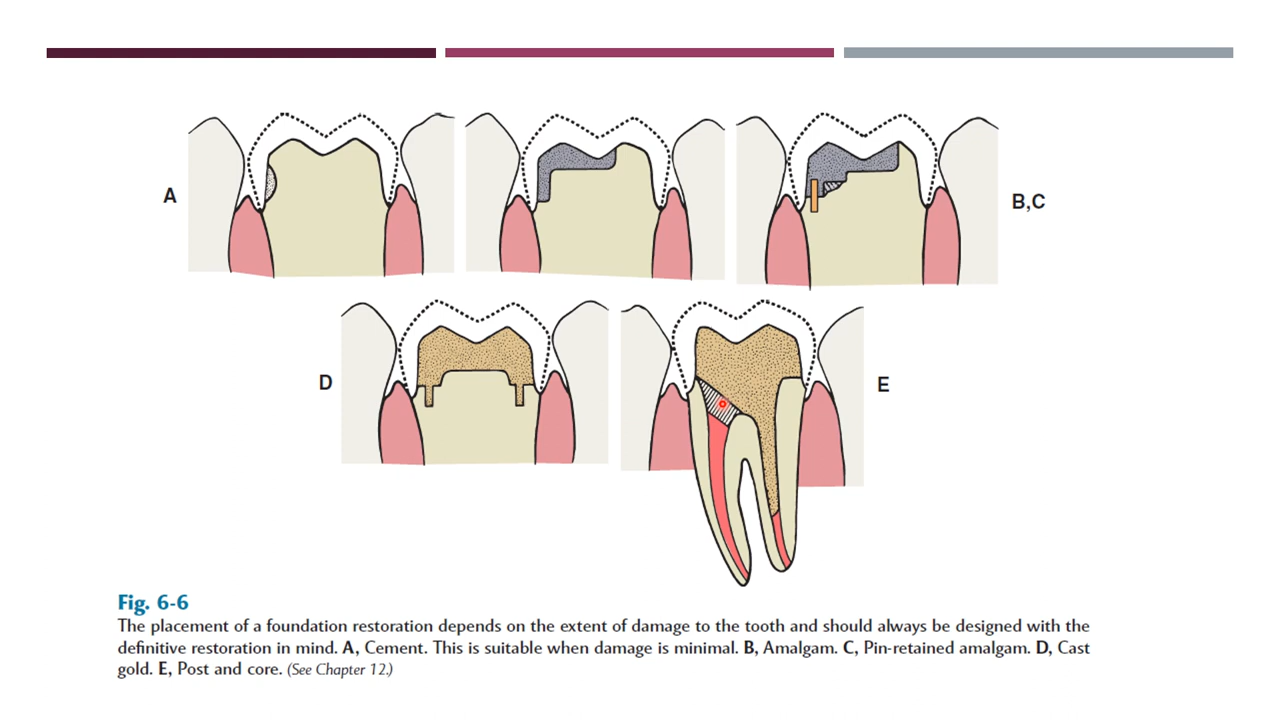 A
B,C
D
E
Fig. 6-6
The placement of a foundation restoration depends on the extent of damage to the tooth and should always be designed with the
definitive restoration in mind. A, Cement. This is suitable when damage is minimal. B, Amalgam. C, Pin-retained amalgam. D, Cast
gold. E, Post and core. (See Chapter 12.)